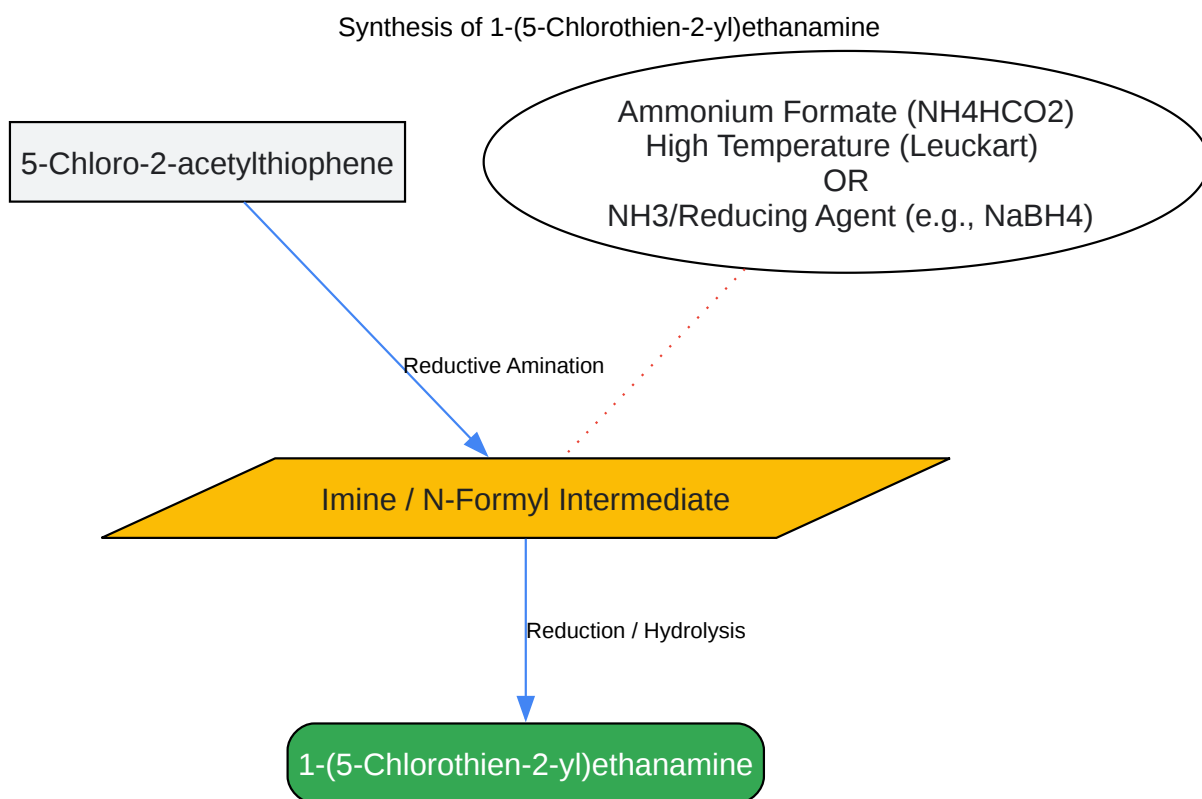 Synthesis of 1-(5-Chlorothien-2-yl)ethanamine
5-Chloro-2-acetylthiophene
Ammonium Formate (NH4HCO2)
High Temperature (Leuckart)
OR
NH3/Reducing Agent (e.g., NaBH4)
Reductive Amination
Imine / N-Formyl Intermediate
Reduction / Hydrolysis
1-(5-Chlorothien-2-yl)ethanamine